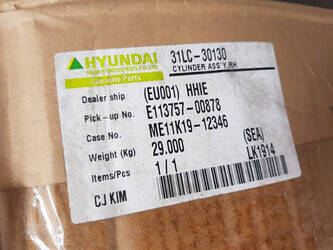 HYUNDAI
HEAVY INDUSTRIES CO.,LTD.
Genuine Parts
31LC-30130
CYLINDER ASS'Y,RH
Dealer ship (EU001) HHIE
Pick-up No. E113757-00878
Case No. ME11K19-12346
Weight (Kg) 29.000 (SEA)
Items/Pcs 1/1 LK1914
CJ KIM